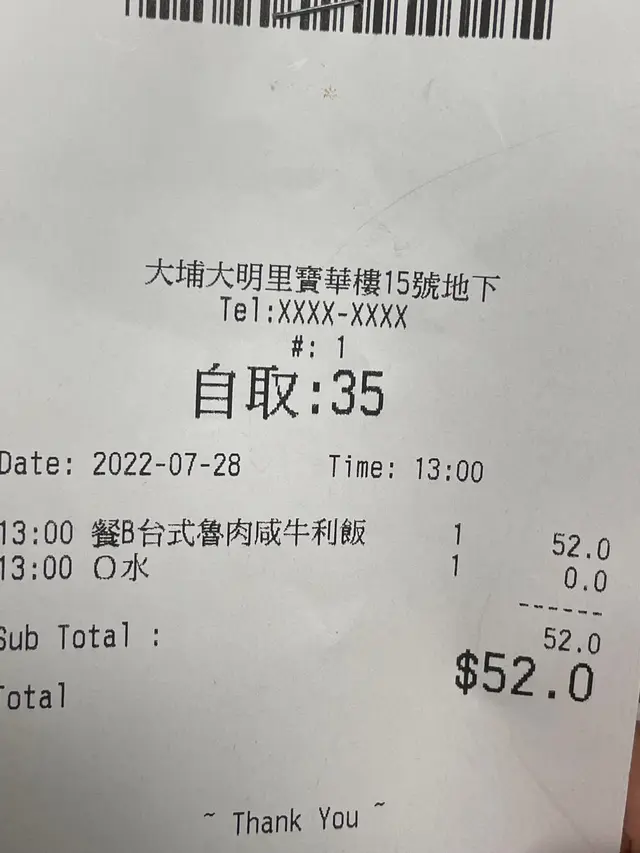 大埔大明里寶華樓15號地下
Tel:XXXX-XXXX
#: 1
自取:35
Date: 2022-07-28 Time: 13:00
13:00 餐B台式魯肉咸牛利飯 1 52.0
13:00 O水 1 0.0
------
Sub Total : 52.0
Total $52.0
~ Thank You ~